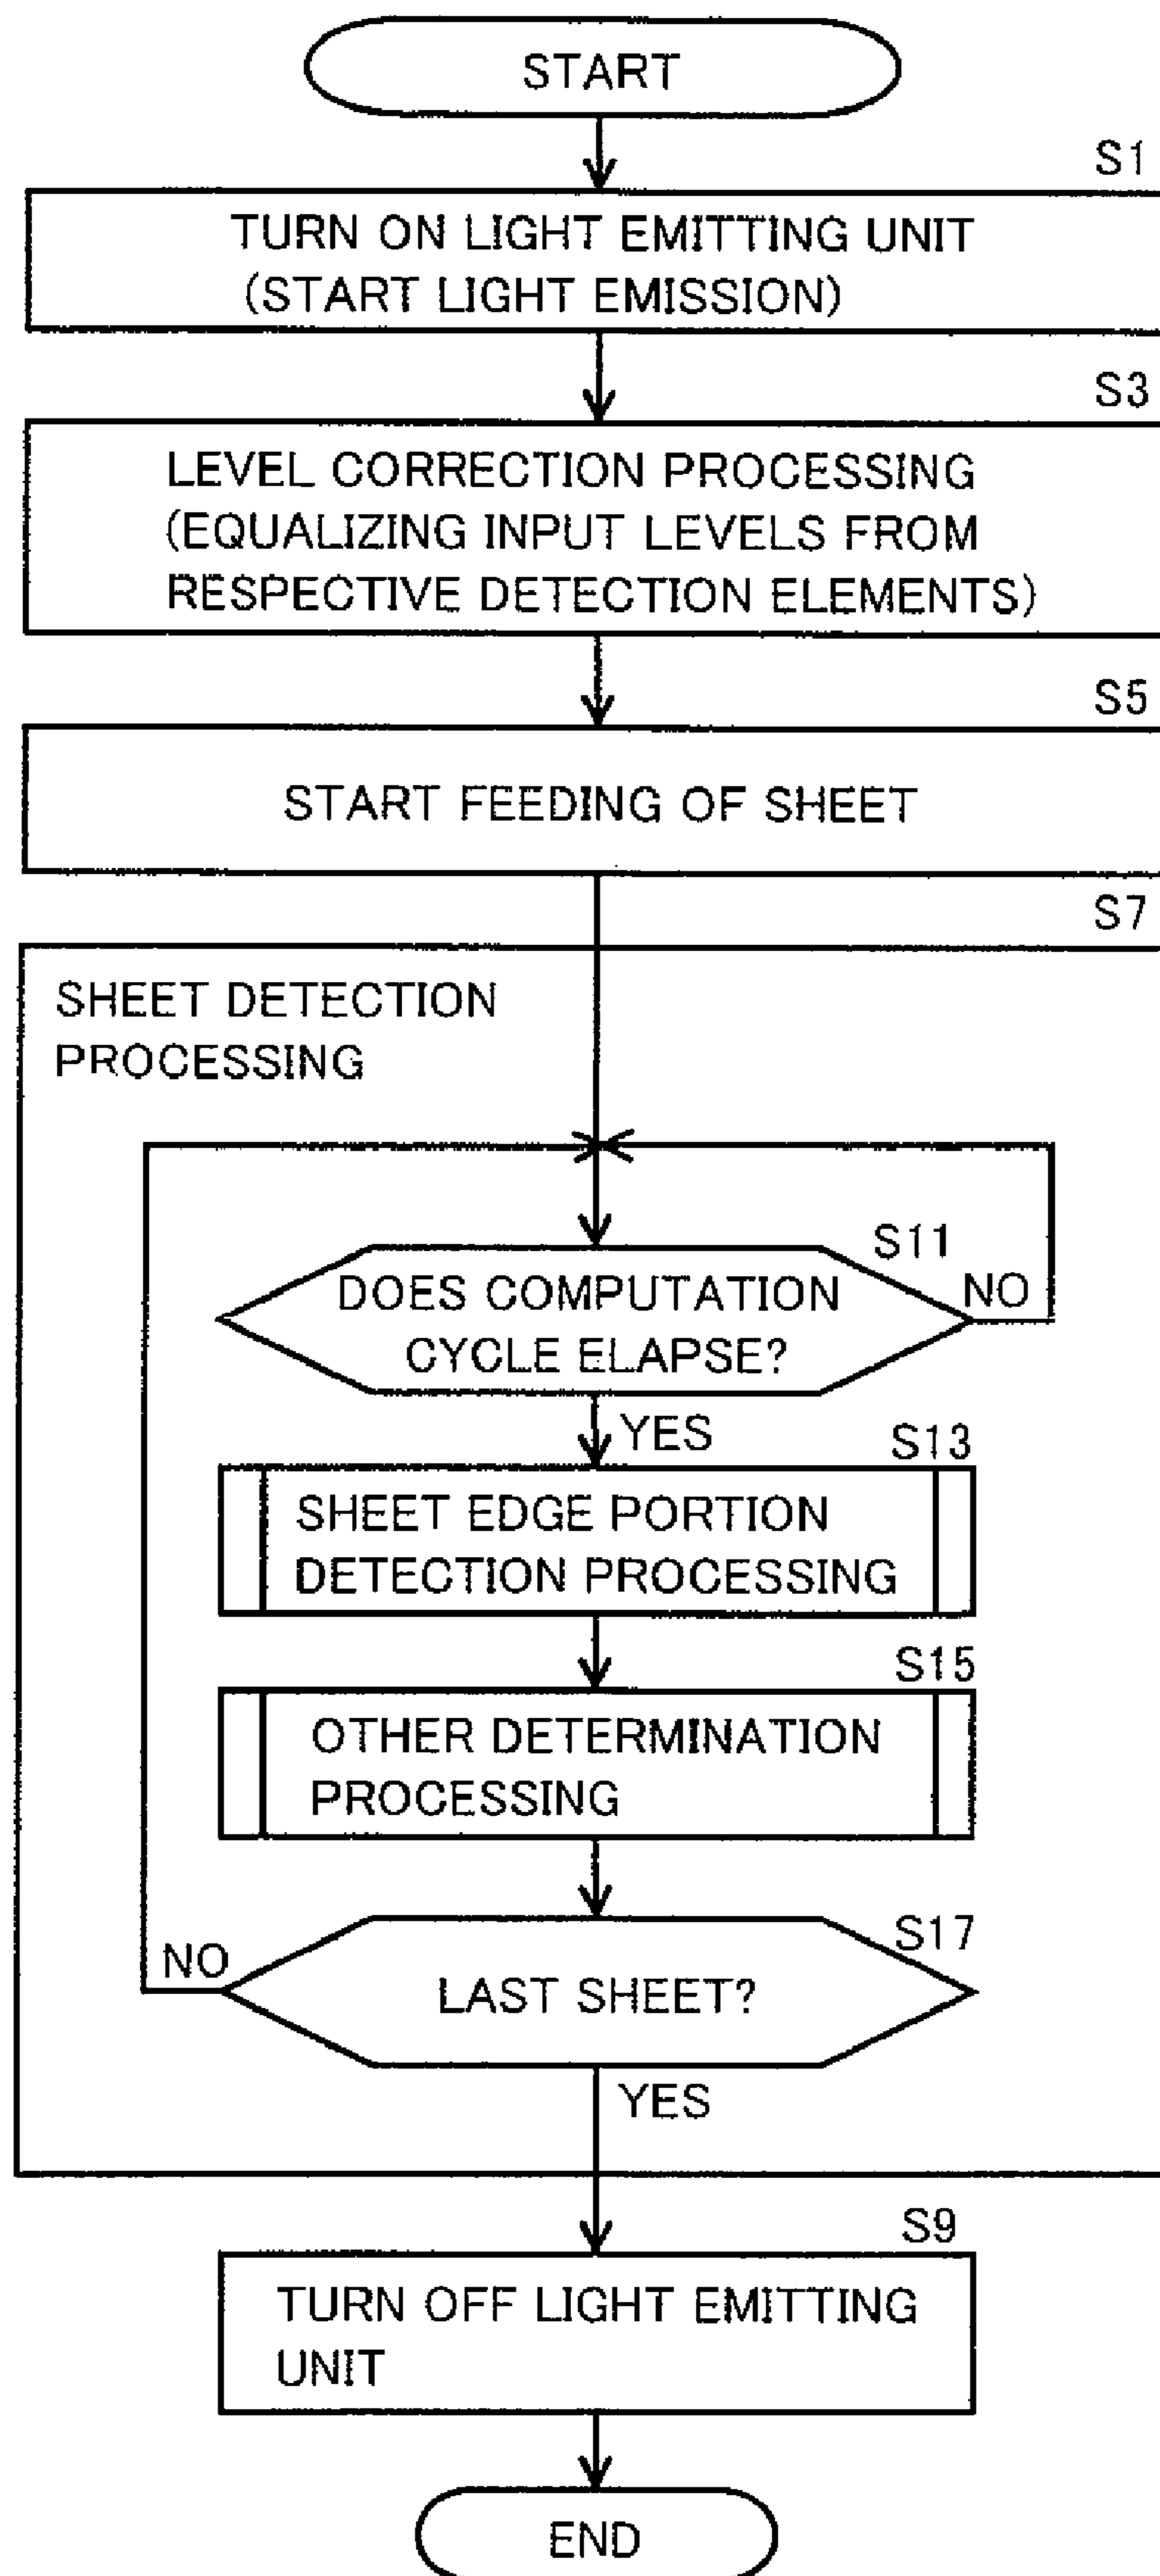 START
S1
TURN ON LIGHT EMITTING UNIT
(START LIGHT EMISSION)
S3
LEVEL CORRECTION PROCESSING
(EQUALIZING INPUT LEVELS FROM
RESPECTIVE DETECTION ELEMENTS)
S5
START FEEDING OF SHEET
S7
SHEET DETECTION
PROCESSING
S11
DOES COMPUTATION
CYCLE ELAPSE?
NO
YES
S13
SHEET EDGE PORTION
DETECTION PROCESSING
S15
OTHER DETERMINATION
PROCESSING
S17
NO
LAST SHEET?
YES
S9
TURN OFF LIGHT EMITTING
UNIT
END